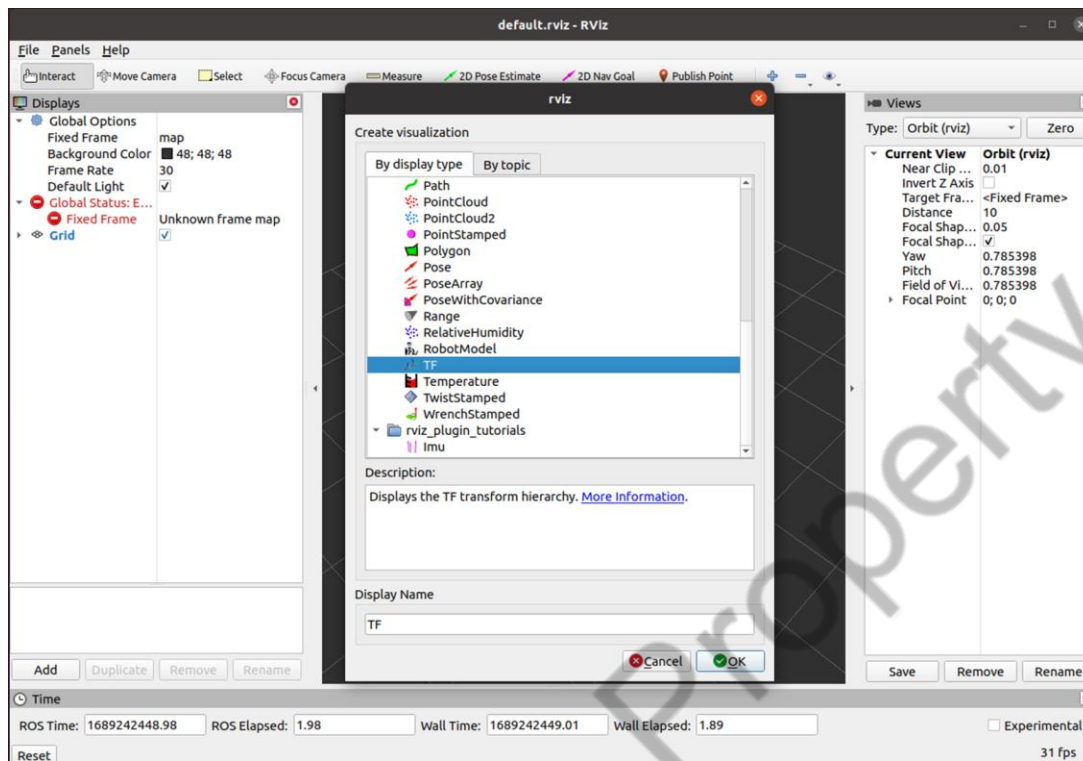 default.rviz - RViz
File Panels Help
Interact Move Camera Select Focus Camera Measure 2D Pose Estimate 2D Nav Goal Publish Point
Displays
Global Options
Fixed Frame map
Background Color 48; 48; 48
Frame Rate 30
Default Light
Global Status: E...
Fixed Frame Unknown frame map
Grid
Add Duplicate Remove Rename
rviz
Create visualization
By display type By topic
Path
PointCloud
PointCloud2
PointStamped
Polygon
Pose
PoseArray
PoseWithCovariance
Range
RelativeHumidity
RobotModel
TF
Temperature
TwistStamped
WrenchStamped
rviz_plugin_tutorials
Imu
Description:
Displays the TF transform hierarchy. More Information.
Display Name
TF
Cancel OK
Views
Type: Orbit (rviz) Zero
Current View Orbit (rviz)
Near Clip ... 0.01
Invert Z Axis
Target Fra... <Fixed Frame>
Distance 10
Focal Shap... 0.05
Focal Shap...
Yaw 0.785398
Pitch 0.785398
Field of Vi... 0.785398
Focal Point 0; 0; 0
Save Remove Rename
Time
ROS Time: 1689242448.98 ROS Elapsed: 1.98 Wall Time: 1689242449.01 Wall Elapsed: 1.89 Experimental
Reset 31 fps
Property